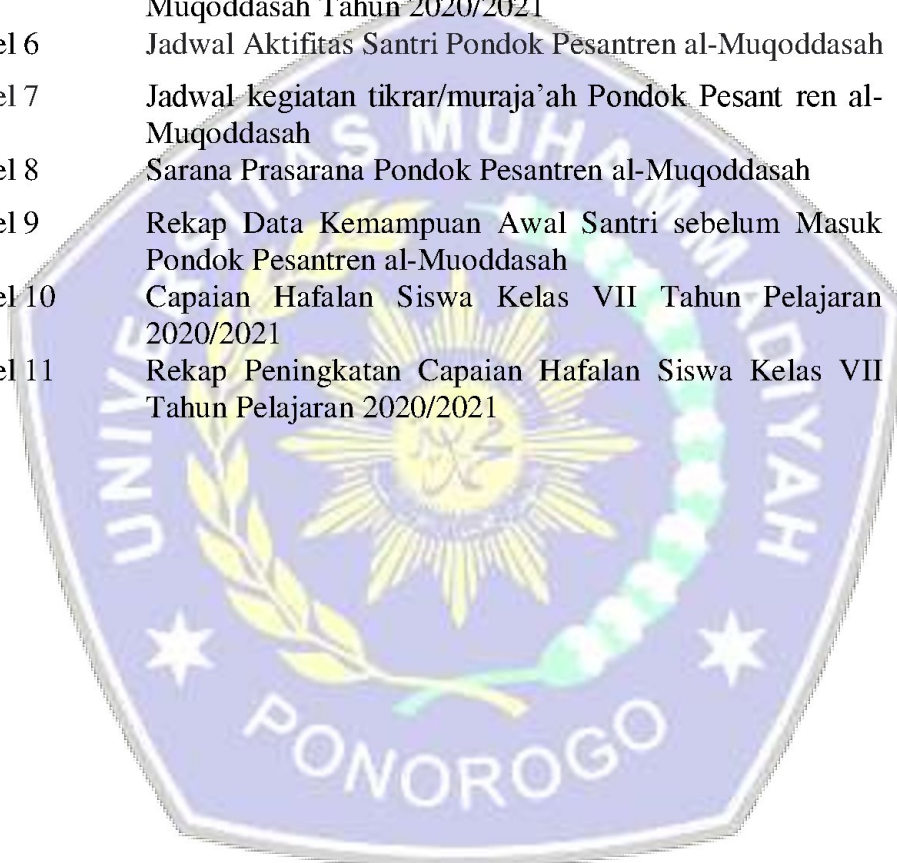 Muqoddasah Tahun 2020/2021
el 6 Jadwal Aktifitas Santri Pondok Pesantren al-Muqoddasah
el 7 Jadwal kegiatan tikrar/muraja’ah Pondok Pesant ren al-
Muqoddasah
el 8 Sarana Prasarana Pondok Pesantren al-Muqoddasah
el 9 Rekap Data Kemampuan Awal Santri sebelum Masuk
Pondok Pesantren al-Muoddasah
el 10 Capaian Hafalan Siswa Kelas VII Tahun Pelajaran
2020/2021
el 11 Rekap Peningkatan Capaian Hafalan Siswa Kelas VII
Tahun Pelajaran 2020/2021
UNIVERSITAS MUHAMMADIYAH
PONOROGO